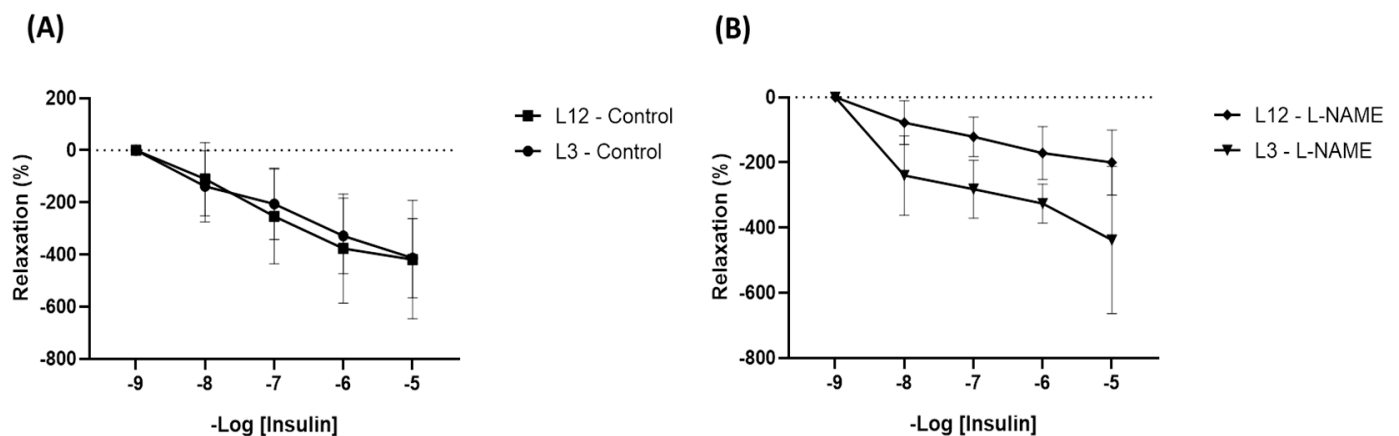 (A)
200
0
-200
-400
-600
-800
Relaxation (%)
-9 -8 -7 -6 -5
-Log [Insulin]
L12 - Control
L3 - Control
(B)
0
-200
-400
-600
-800
Relaxation (%)
-9 -8 -7 -6 -5
-Log [Insulin]
L12 - L-NAME
L3 - L-NAME